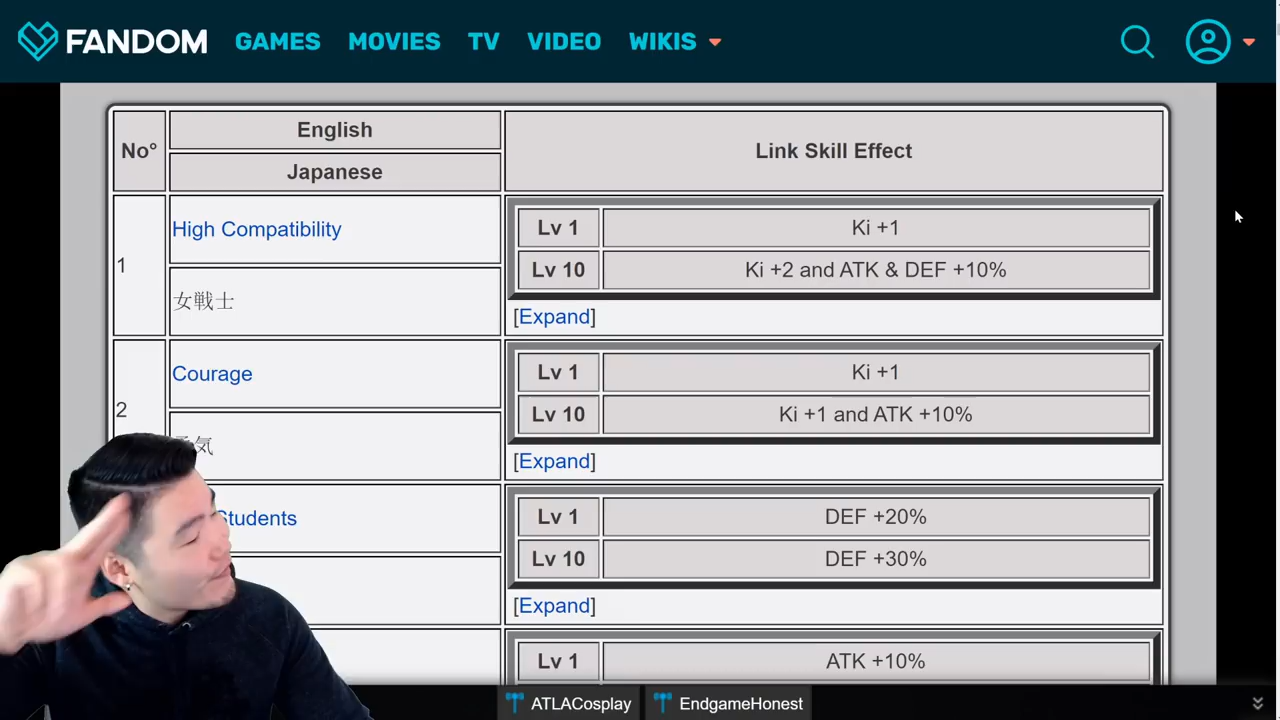 FANDOM GAMES MOVIES TV VIDEO WIKIS
No°
English
Japanese
Link Skill Effect
1
High Compatibility
女戦士
Lv 1 Ki +1
Lv 10 Ki +2 and ATK & DEF +10%
[Expand]
2
Courage
気
Lv 1 Ki +1
Lv 10 Ki +1 and ATK +10%
[Expand]
Students
Lv 1 DEF +20%
Lv 10 DEF +30%
[Expand]
Lv 1 ATK +10%
ATLACosplay
EndgameHonest